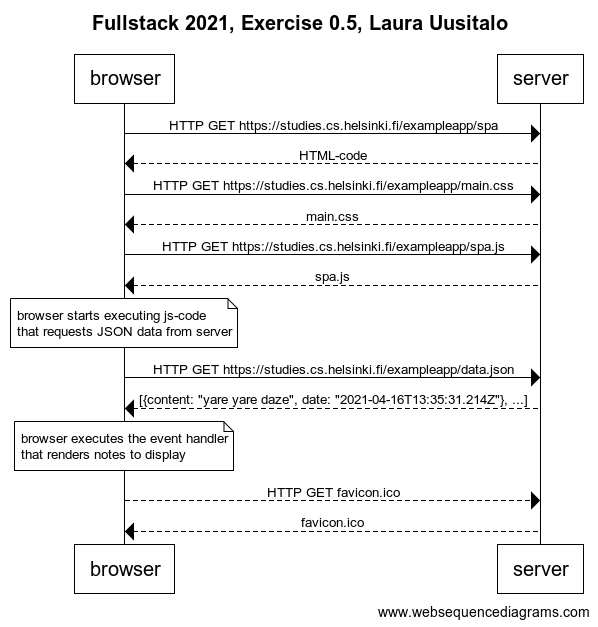 Fullstack 2021, Exercise 0.5, Laura Uusitalo
browser
server
HTTP GET https://studies.cs.helsinki.fi/exampleapp/spa
HTML-code
HTTP GET https://studies.cs.helsinki.fi/exampleapp/main.css
main.css
HTTP GET https://studies.cs.helsinki.fi/exampleapp/spa.js
spa.js
browser starts executing js-code
that requests JSON data from server
HTTP GET https://studies.cs.helsinki.fi/exampleapp/data.json
[{content: "yare yare daze", date: "2021-04-16T13:35:31.214Z"}, ...]
browser executes the event handler
that renders notes to display
HTTP GET favicon.ico
favicon.ico
browser
server
www.websequencediagrams.com